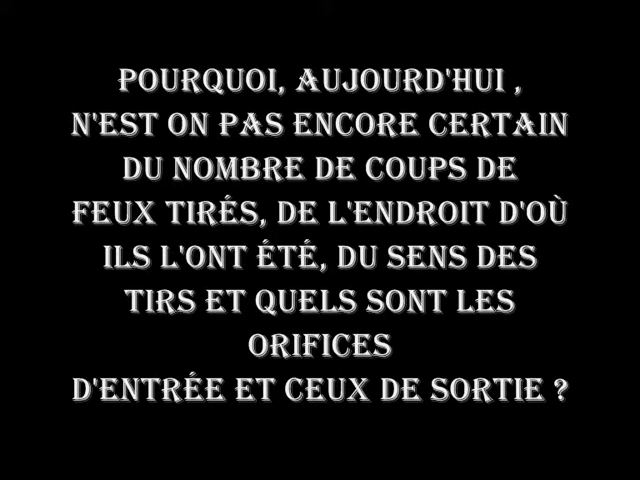 POURQUOI, AUJOURD'HUI ,
N'EST ON PAS ENCORE CERTAIN
DU NOMBRE DE COUPS DE
FEUX TIRÉS, DE L'ENDROIT D'OÙ
ILS L'ONT ÉTÉ, DU SENS DES
TIRS ET QUELS SONT LES
ORIFICES
D'ENTRÉE ET CEUX DE SORTIE ?